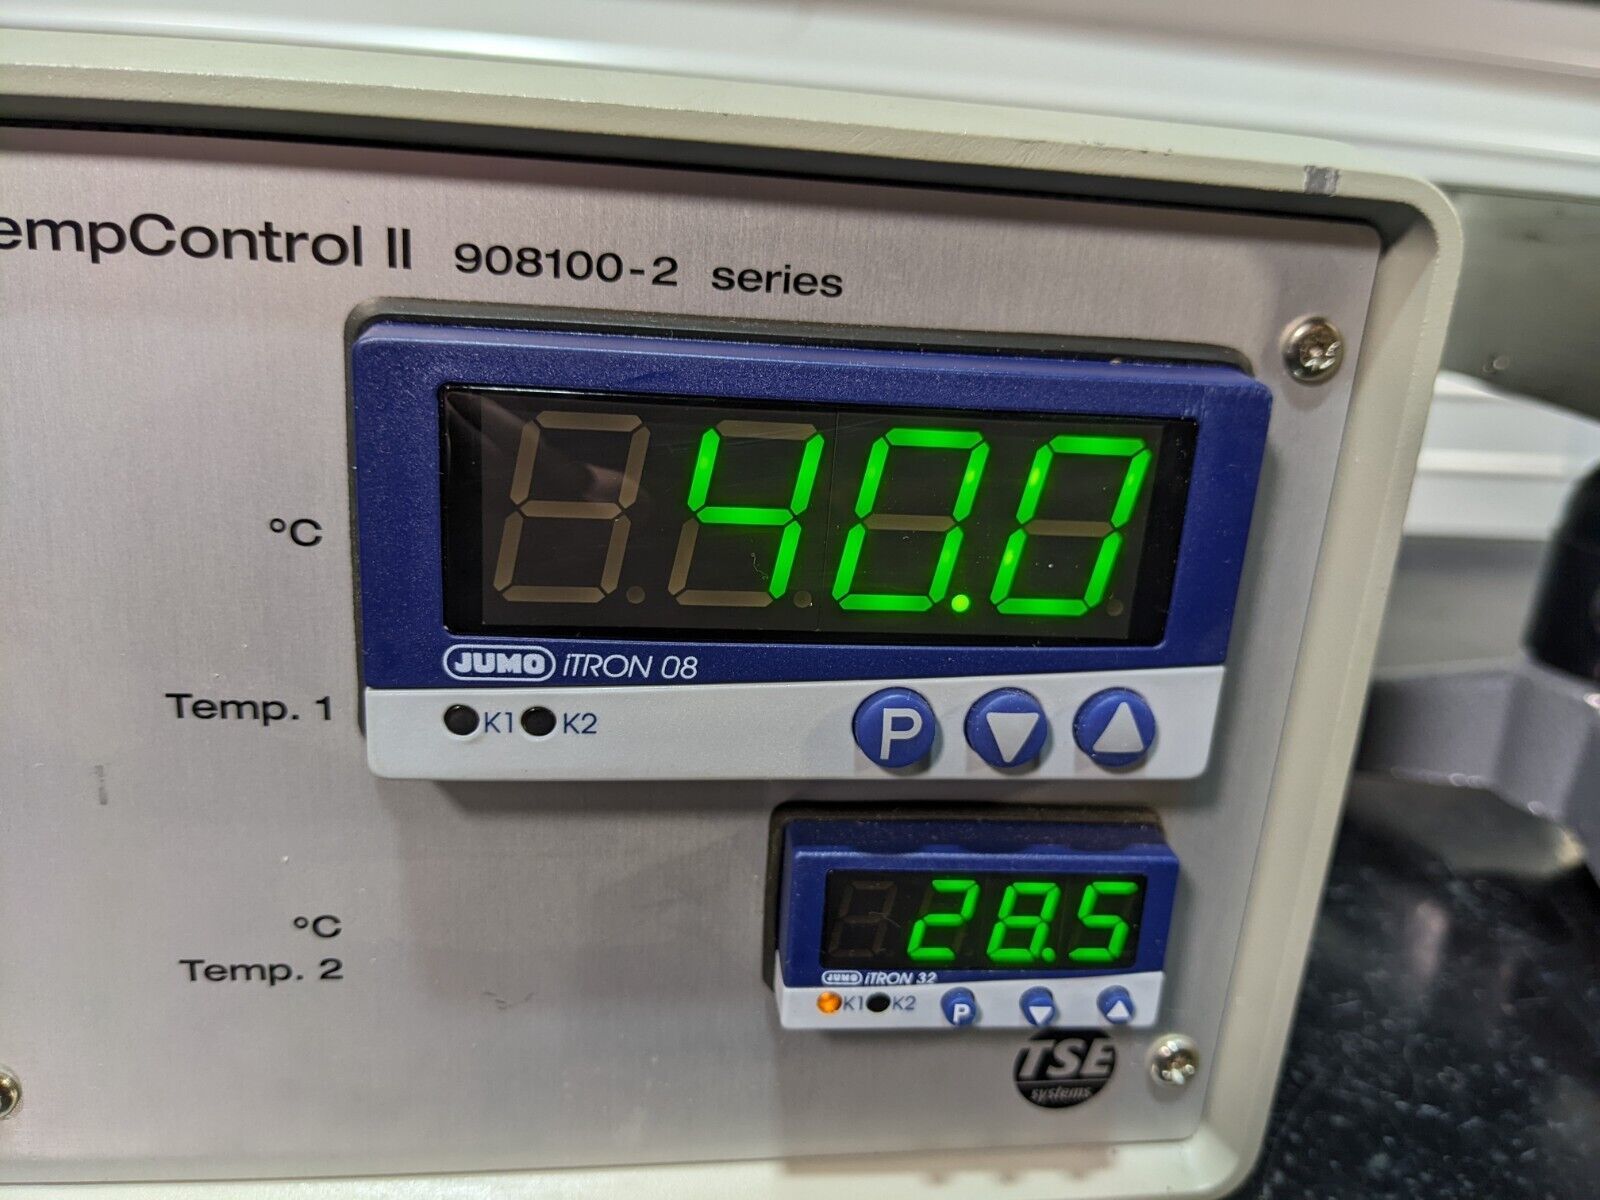 empControl II 908100-2 series
°C
40.0
JUMO iTRON 08
Temp. 1
K1 K2 P
°C
28.5
Temp. 2
JUMO iTRON 32
K1 K2 P
TSE
systems